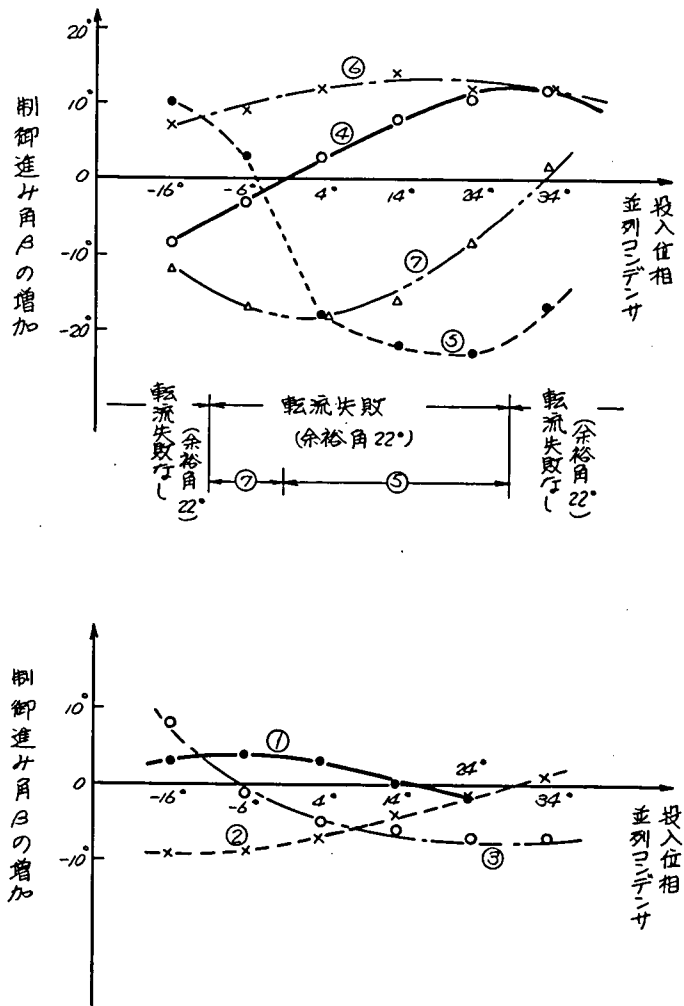 制御進み角βの増加
20°
10°
0
-10°
-20°
-16°
-6°
4°
14°
24°
34°
⑥
④
⑦
⑤
並列コンデンサ
投入位相
転流失敗なし
(余裕角22°)
転流失敗
(余裕角22°)
⑦
⑤
転流失敗なし
(余裕角22°)
制御進み角βの増加
10°
0
-10°
-16°
-6°
4°
14°
24°
34°
①
②
③
並列コンデンサ
投入位相